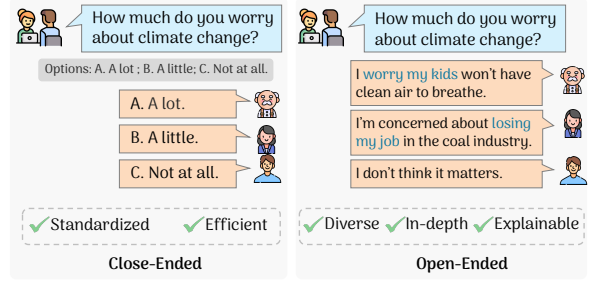 How much do you worry
about climate change?
Options: A. A lot ; B. A little; C. Not at all.
A. A lot.
B. A little.
C. Not at all.
Standardized
Efficient
Close-Ended
How much do you worry
about climate change?
I worry my kids won't have
clean air to breathe.
I'm concerned about losing
my job in the coal industry.
I don't think it matters.
Diverse
In-depth
Explainable
Open-Ended